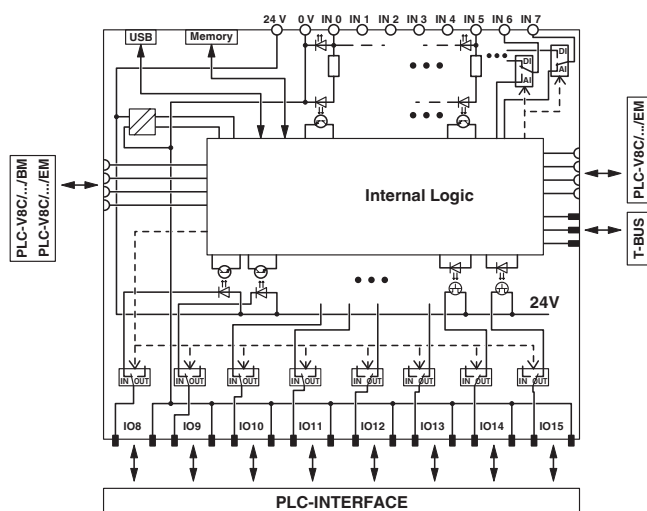 24 V 0 V IN 0 IN 1 IN 2 IN 3 IN 4 IN 5 IN 6 IN 7
USB Memory
DI
AI
DI
AI
PLC-V8C/.../BM
PLC-V8C/.../EM
Internal Logic
PLC-V8C/.../EM
T-BUS
24V
IN OUT IN OUT IN OUT IN OUT IN OUT IN OUT IN OUT IN OUT
IO8 IO9 IO10 IO11 IO12 IO13 IO14 IO15
PLC-INTERFACE